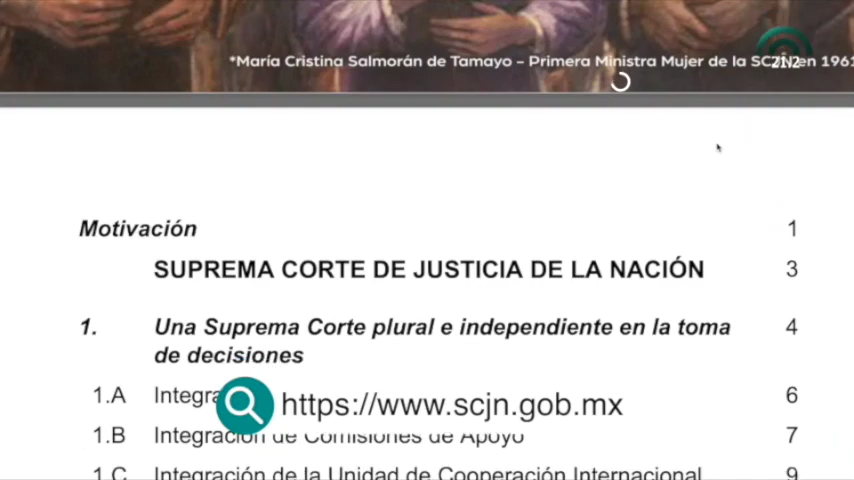 *María Cristina Salmorán de Tamayo – Primera Ministra Mujer de la SCJN en 1961
21.2
Motivación 1
SUPREMA CORTE DE JUSTICIA DE LA NACIÓN 3
1. Una Suprema Corte plural e independiente en la toma 4
de decisiones
1.A 6
https://www.scjn.gob.mx
1.B Integración de Comisiones de Apoyo 7
1.C Integración de la Unidad de Cooperación Internacional 9